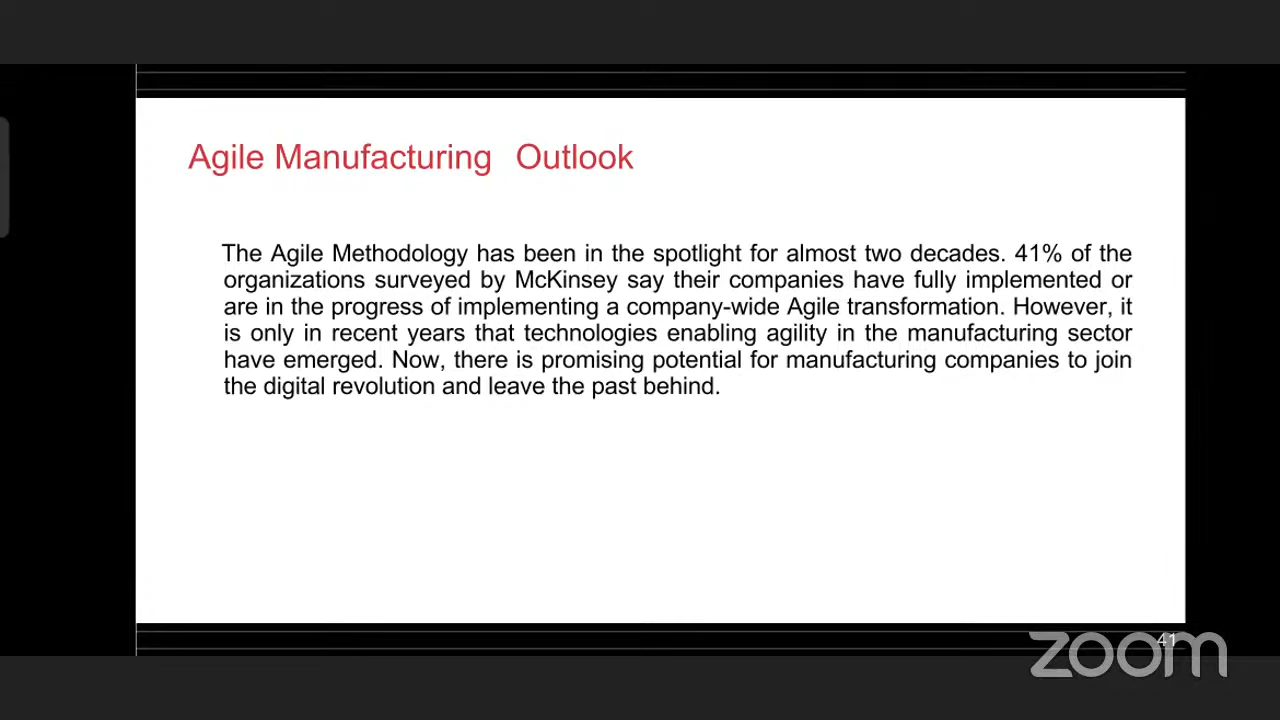 Agile Manufacturing Outlook
The Agile Methodology has been in the spotlight for almost two decades. 41% of the
organizations surveyed by McKinsey say their companies have fully implemented or
are in the progress of implementing a company-wide Agile transformation. However, it
is only in recent years that technologies enabling agility in the manufacturing sector
have emerged. Now, there is promising potential for manufacturing companies to join
the digital revolution and leave the past behind.
41
zoom